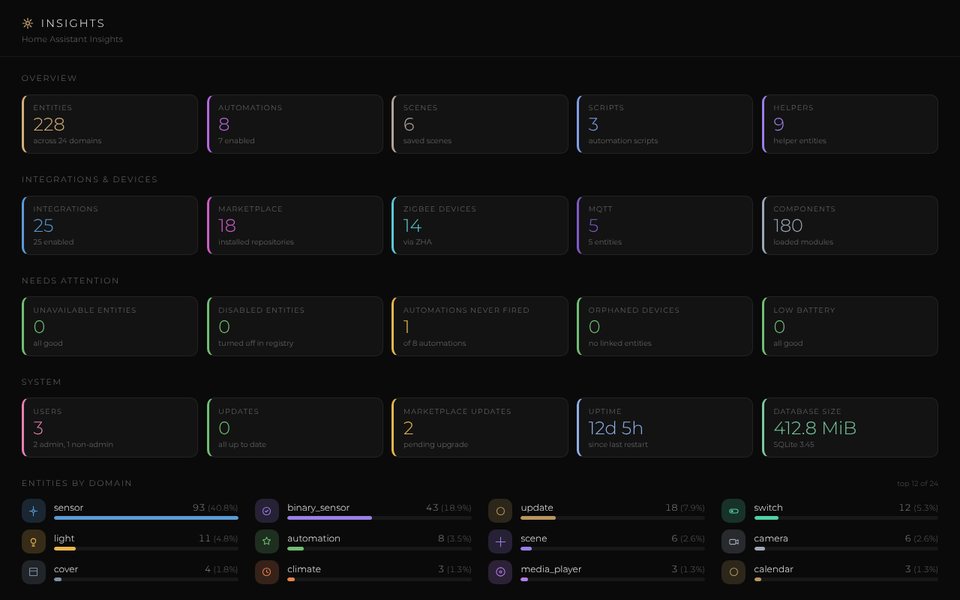 INSIGHTS
Home Assistant Insights
OVERVIEW
ENTITIES
228
across 24 domains
AUTOMATIONS
8
7 enabled
SCENES
6
saved scenes
SCRIPTS
3
automation scripts
HELPERS
9
helper entities
INTEGRATIONS & DEVICES
INTEGRATIONS
25
25 enabled
MARKETPLACE
18
installed repositories
ZIGBEE DEVICES
14
via ZHA
MQTT
5
5 entities
COMPONENTS
180
loaded modules
NEEDS ATTENTION
UNAVAILABLE ENTITIES
0
all good
DISABLED ENTITIES
0
turned off in registry
AUTOMATIONS NEVER FIRED
1
of 8 automations
ORPHANED DEVICES
0
no linked entities
LOW BATTERY
0
all good
SYSTEM
USERS
3
2 admin, 1 non-admin
UPDATES
0
all up to date
MARKETPLACE UPDATES
2
pending upgrade
UPTIME
12d 5h
since last restart
DATABASE SIZE
412.8 MiB
SQLite 3.45
ENTITIES BY DOMAIN
top 12 of 24
sensor 93 (40.8%)
binary_sensor 43 (18.9%)
update 18 (7.9%)
switch 12 (5.3%)
light 11 (4.8%)
automation 8 (3.5%)
scene 6 (2.6%)
camera 6 (2.6%)
cover 4 (1.8%)
climate 3 (1.3%)
media_player 3 (1.3%)
calendar 3 (1.3%)